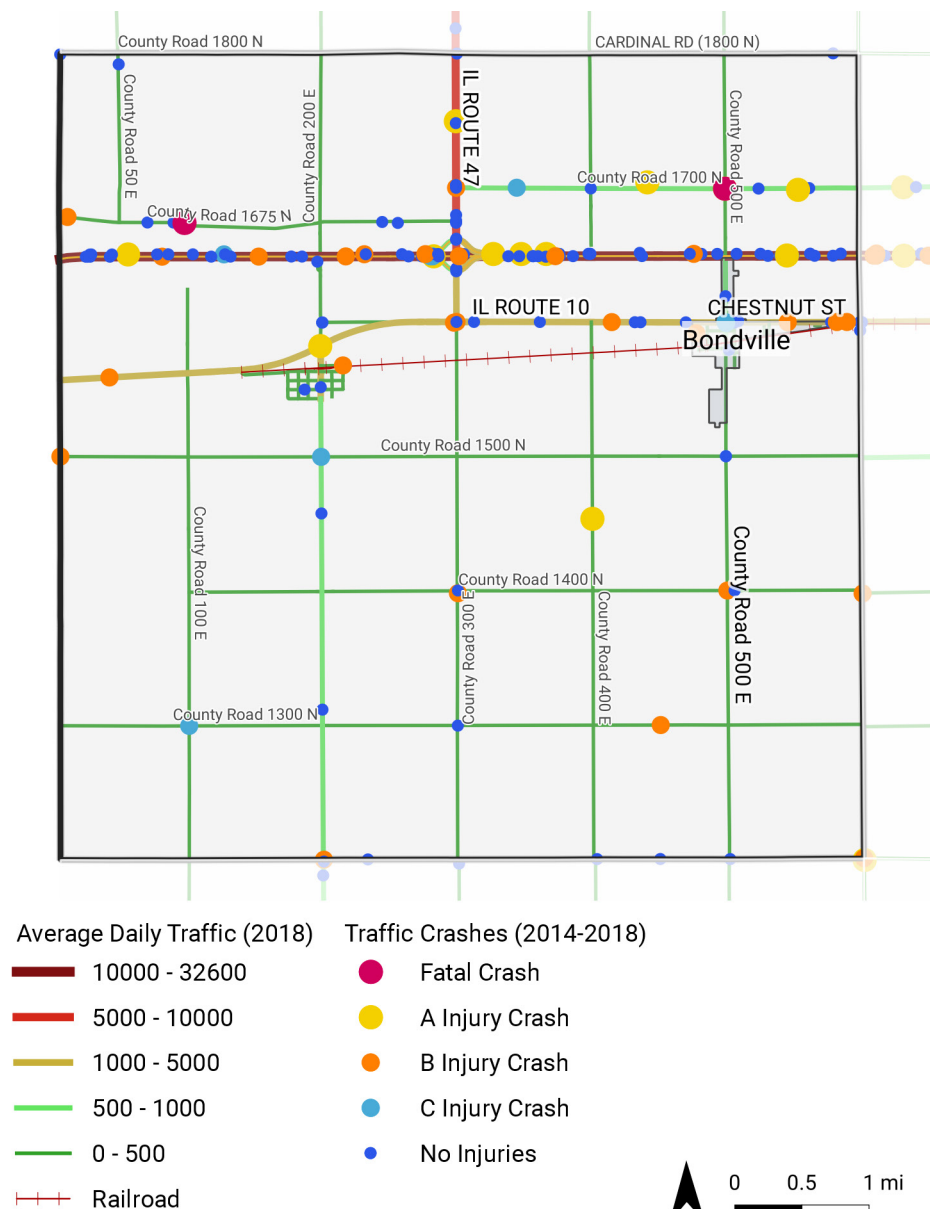 County Road 1800 N
CARDINAL RD (1800 N)
County Road 50 E
County Road 200 E
IL ROUTE 47
County Road 500 E
County Road 1700 N
County Road 1675 N
IL ROUTE 10
CHESTNUT ST
Bondville
County Road 1500 N
County Road 100 E
County Road 1400 N
County Road 300 E
County Road 400 E
County Road 500 E
County Road 1300 N
Average Daily Traffic (2018)
10000 - 32600
5000 - 10000
1000 - 5000
500 - 1000
0 - 500
Railroad
Traffic Crashes (2014-2018)
Fatal Crash
A Injury Crash
B Injury Crash
C Injury Crash
No Injuries
0 0.5 1 mi